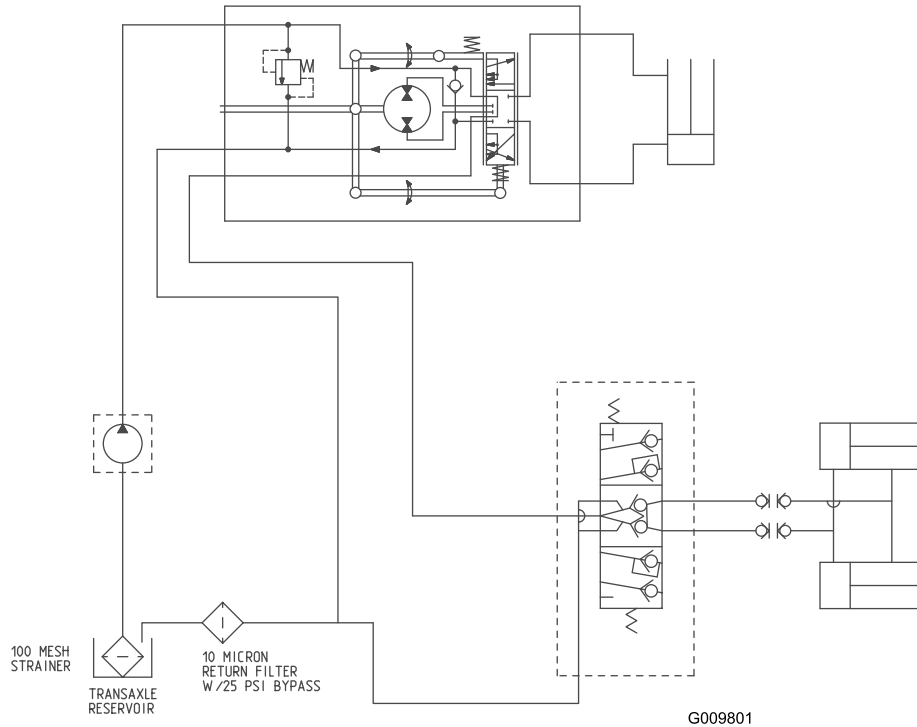 100 MESH
STRAINER
TRANSAXLE
RESERVOIR
10 MICRON
RETURN FILTER
W/25 PSI BYPASS
G009801